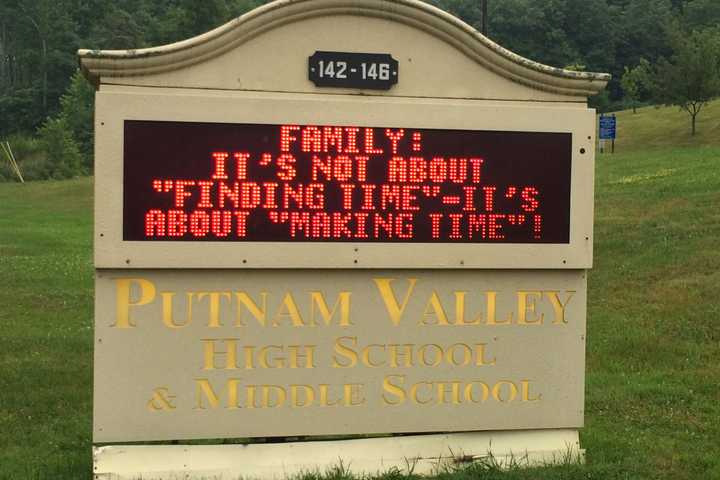 142-146
FAMILY:
IT'S NOT ABOUT
"FINDING TIME"-IT'S
ABOUT "MAKING TIME"!
PUTNAM VALLEY
HIGH SCHOOL
& MIDDLE SCHOOL